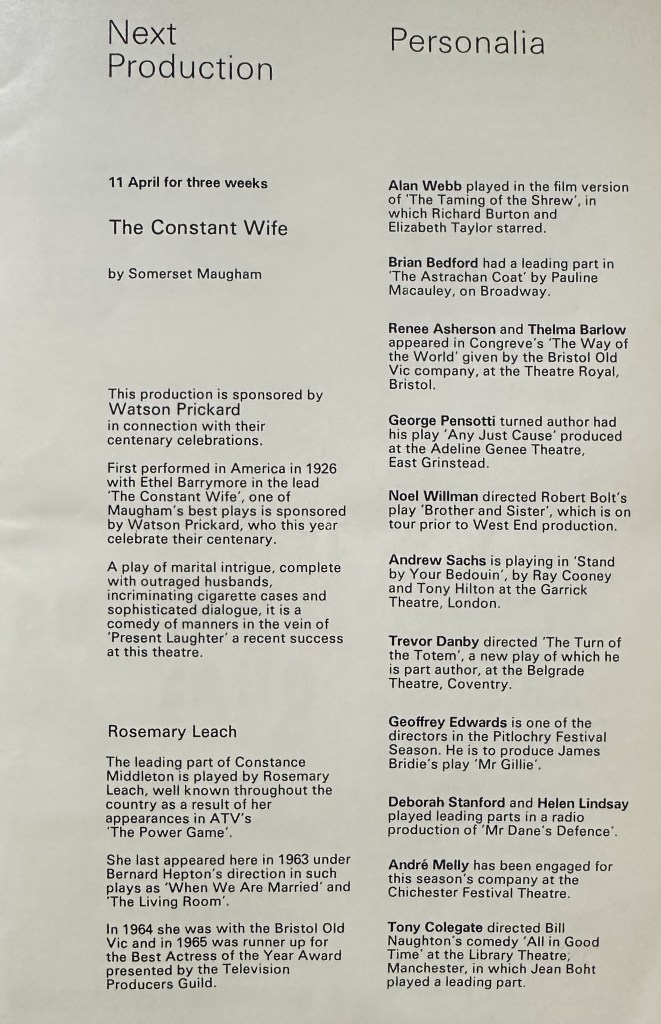 Next
Production
11 April for three weeks
The Constant Wife
by Somerset Maugham
This production is sponsored by
Watson Prickard
in connection with their
centenary celebrations.
First performed in America in 1926
with Ethel Barrymore in the lead
'The Constant Wife', one of
Maugham's best plays is sponsored
by Watson Prickard, who this year
celebrate their centenary.
A play of marital intrigue, complete
with outraged husbands,
incriminating cigarette cases and
sophisticated dialogue, it is a
comedy of manners in the vein of
'Present Laughter' a recent success
at this theatre.
Rosemary Leach
The leading part of Constance
Middleton is played by Rosemary
Leach, well known throughout the
country as a result of her
appearances in ATV's
'The Power Game'.
She last appeared here in 1963 under
Bernard Hepton's direction in such
plays as 'When We Are Married' and
'The Living Room'.
In 1964 she was with the Bristol Old
Vic and in 1965 was runner up for
the Best Actress of the Year Award
presented by the Television
Producers Guild.
Personalia
Alan Webb played in the film version
of 'The Taming of the Shrew', in
which Richard Burton and
Elizabeth Taylor starred.
Brian Bedford had a leading part in
'The Astrachan Coat' by Pauline
Macauley, on Broadway.
Renee Asherson and Thelma Barlow
appeared in Congreve's 'The Way of
the World' given by the Bristol Old
Vic company, at the Theatre Royal,
Bristol.
George Pensotti turned author had
his play 'Any Just Cause' produced
at the Adeline Genee Theatre,
East Grinstead.
Noel Willman directed Robert Bolt's
play 'Brother and Sister', which is on
tour prior to West End production.
Andrew Sachs is playing in 'Stand
by Your Bedouin', by Ray Cooney
and Tony Hilton at the Garrick
Theatre, London.
Trevor Danby directed 'The Turn of
the Totem', a new play of which he
is part author, at the Belgrade
Theatre, Coventry.
Geoffrey Edwards is one of the
directors in the Pitlochry Festival
Season. He is to produce James
Bridie's play 'Mr Gillie'.
Deborah Stanford and Helen Lindsay
played leading parts in a radio
production of 'Mr Dane's Defence'.
André Melly has been engaged for
this season's company at the
Chichester Festival Theatre.
Tony Colegate directed Bill
Naughton's comedy 'All in Good
Time' at the Library Theatre,
Manchester, in which Jean Boht
played a leading part.